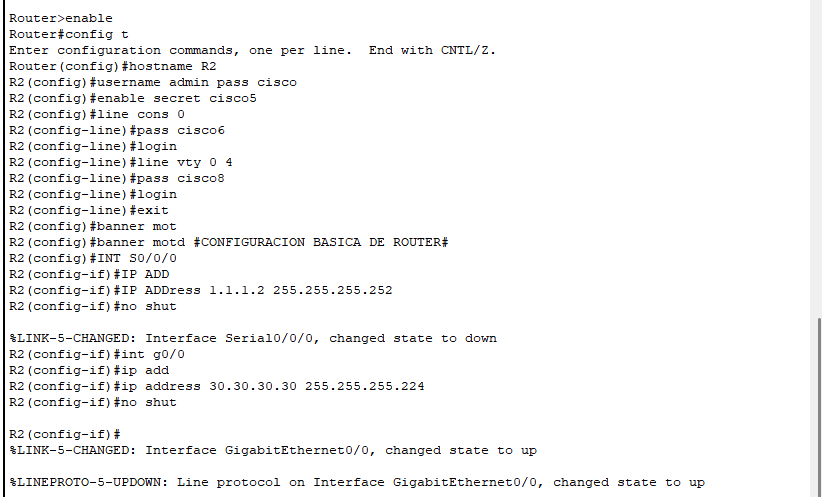 Router>enable
Router#config t
Enter configuration commands, one per line.  End with CNTL/Z.
Router(config)#hostname R2
R2(config)#username admin pass cisco
R2(config)#enable secret cisco5
R2(config)#line cons 0
R2(config-line)#pass cisco6
R2(config-line)#login
R2(config-line)#line vty 0 4
R2(config-line)#pass cisco8
R2(config-line)#login
R2(config-line)#exit
R2(config)#banner mot
R2(config)#banner motd #CONFIGURACION BASICA DE ROUTER#
R2(config)#INT S0/0/0
R2(config-if)#IP ADD
R2(config-if)#IP ADDress 1.1.1.2 255.255.255.252
R2(config-if)#no shut
%LINK-5-CHANGED: Interface Serial0/0/0, changed state to down
R2(config-if)#int g0/0
R2(config-if)#ip add
R2(config-if)#ip address 30.30.30.30 255.255.255.224
R2(config-if)#no shut
R2(config-if)#
%LINK-5-CHANGED: Interface GigabitEthernet0/0, changed state to up
%LINEPROTO-5-UPDOWN: Line protocol on Interface GigabitEthernet0/0, changed state to up